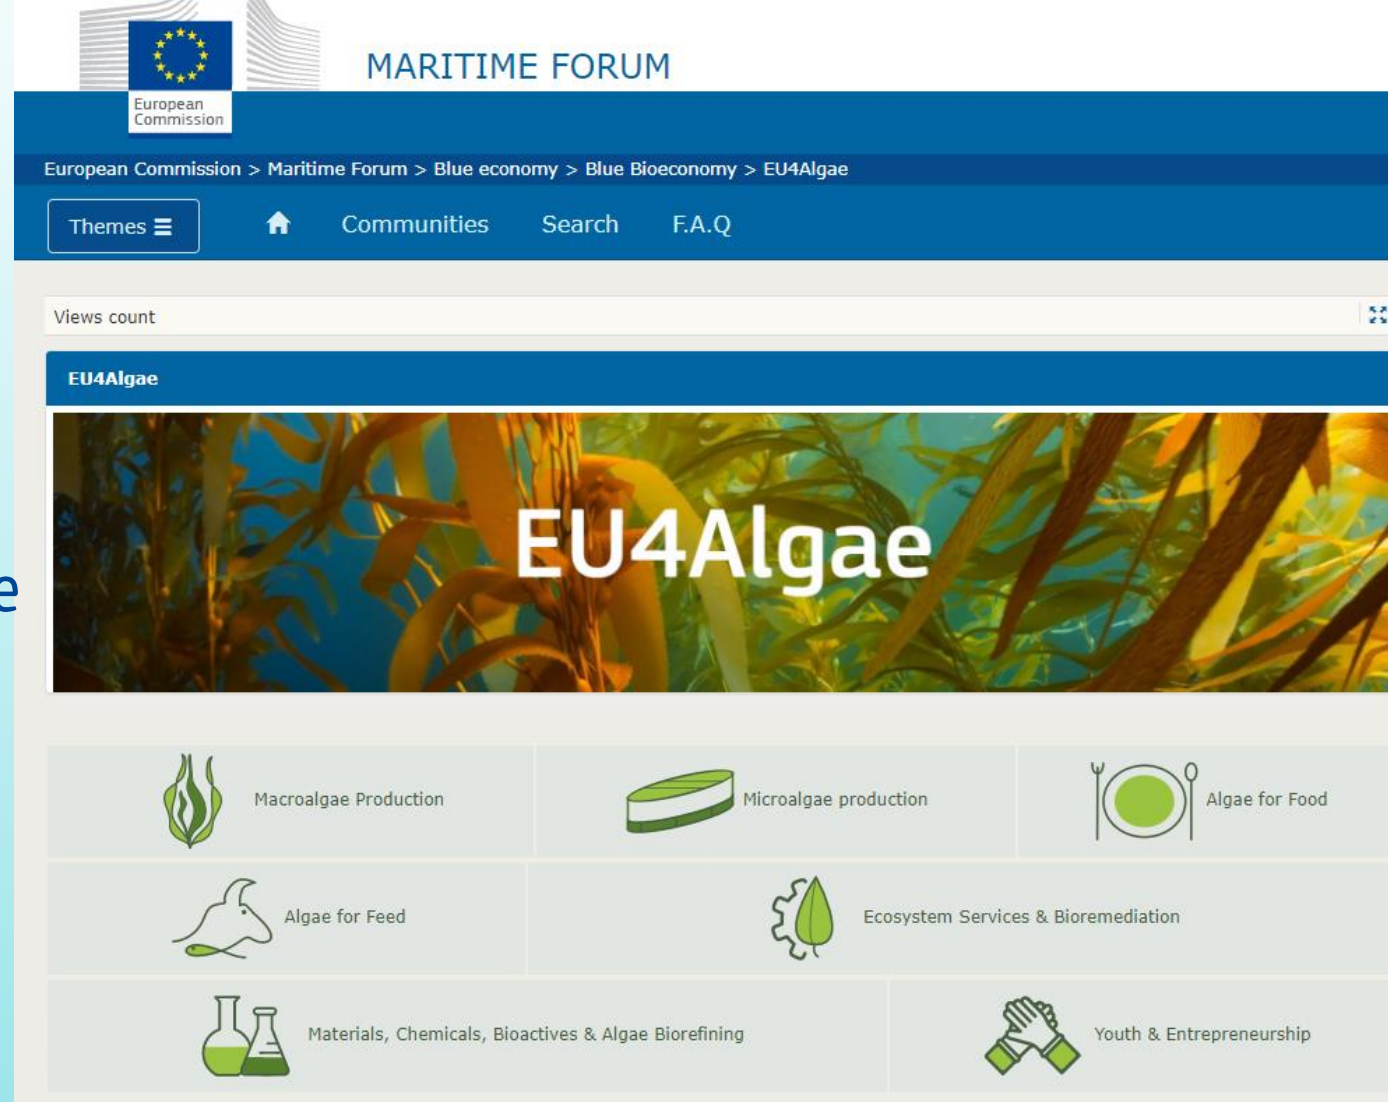 MARITIME FORUM
European
Commission
European Commission > Maritime Forum > Blue economy > Blue Bioeconomy > EU4Algae
Themes Communities Search F.A.Q
Views count
EU4Algae
EU4Algae
e
Macroalgae Production Microalgae production Algae for Food
Algae for Feed Ecosystem Services & Bioremediation
Materials, Chemicals, Bioactives & Algae Biorefining Youth & Entrepreneurship